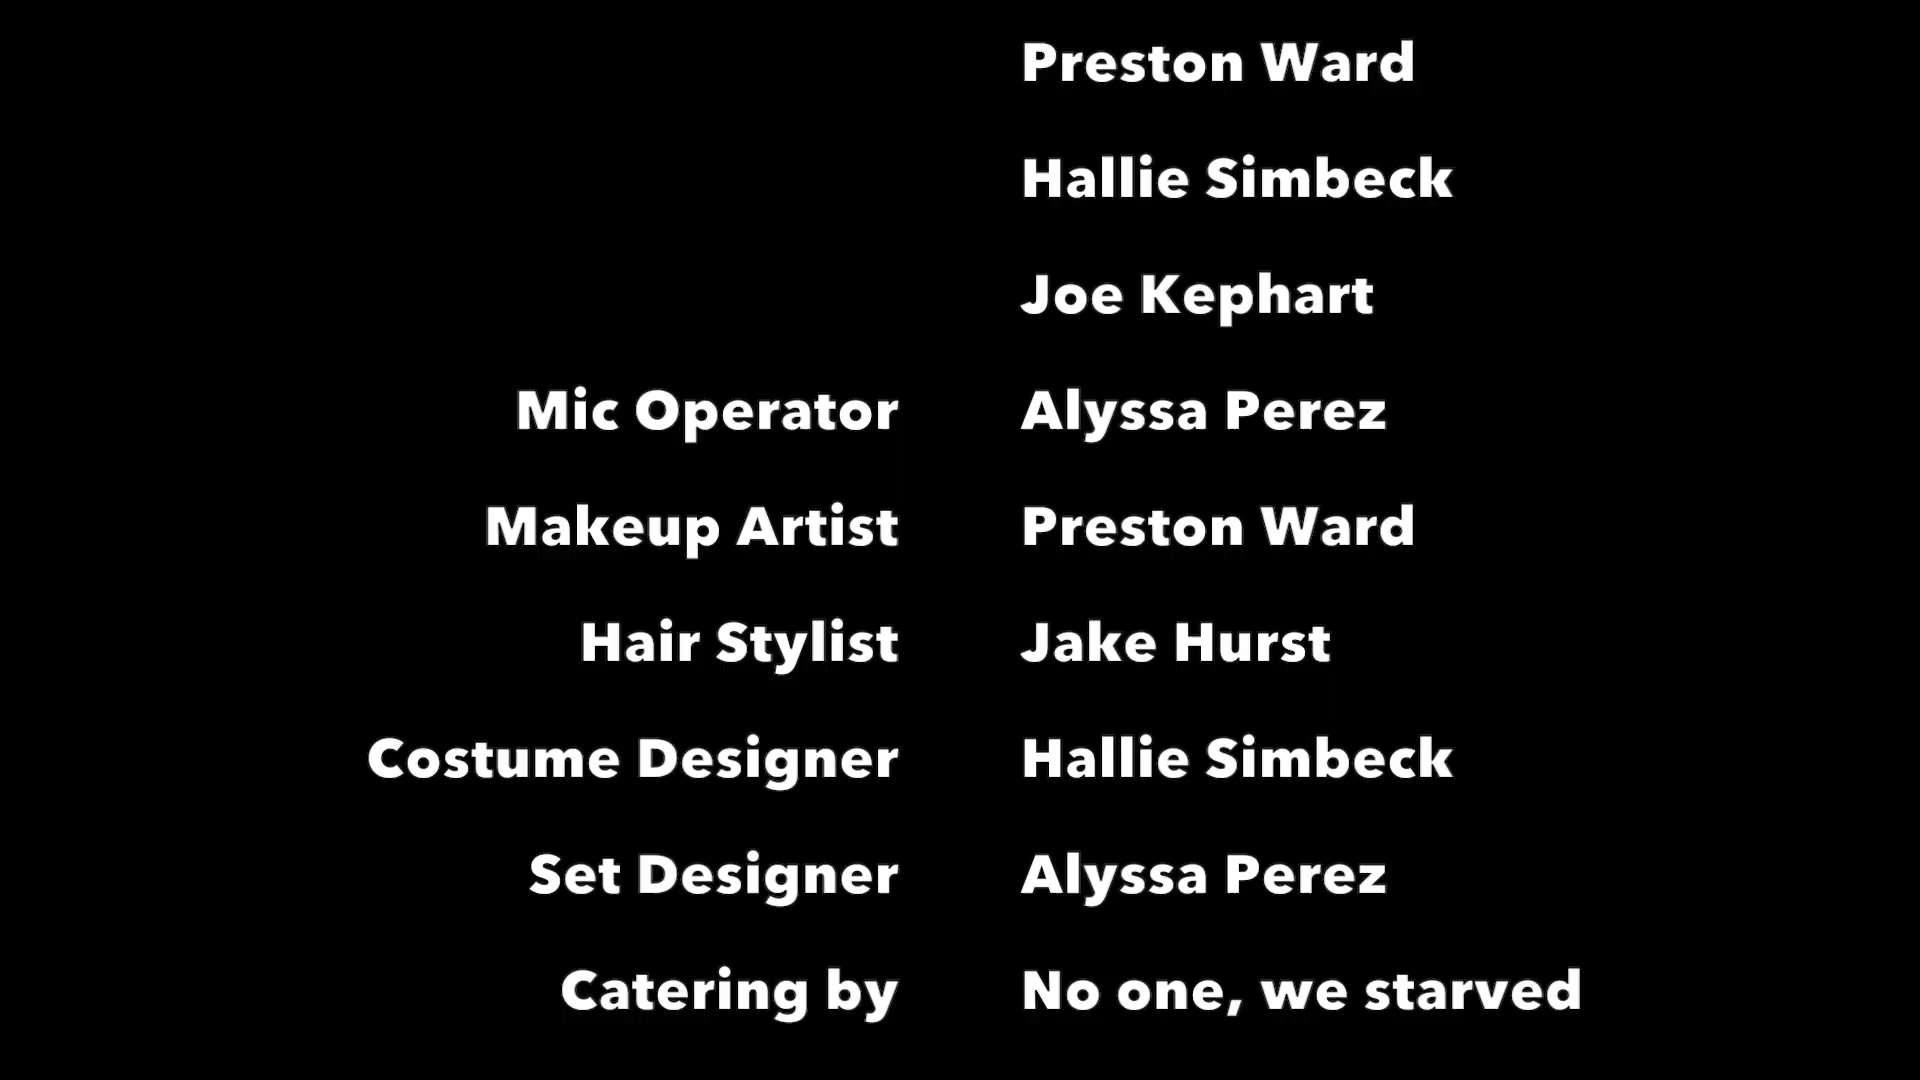 Preston Ward
Hallie Simbeck
Joe Kephart
Mic Operator Alyssa Perez
Makeup Artist Preston Ward
Hair Stylist Jake Hurst
Costume Designer Hallie Simbeck
Set Designer Alyssa Perez
Catering by No one, we starved